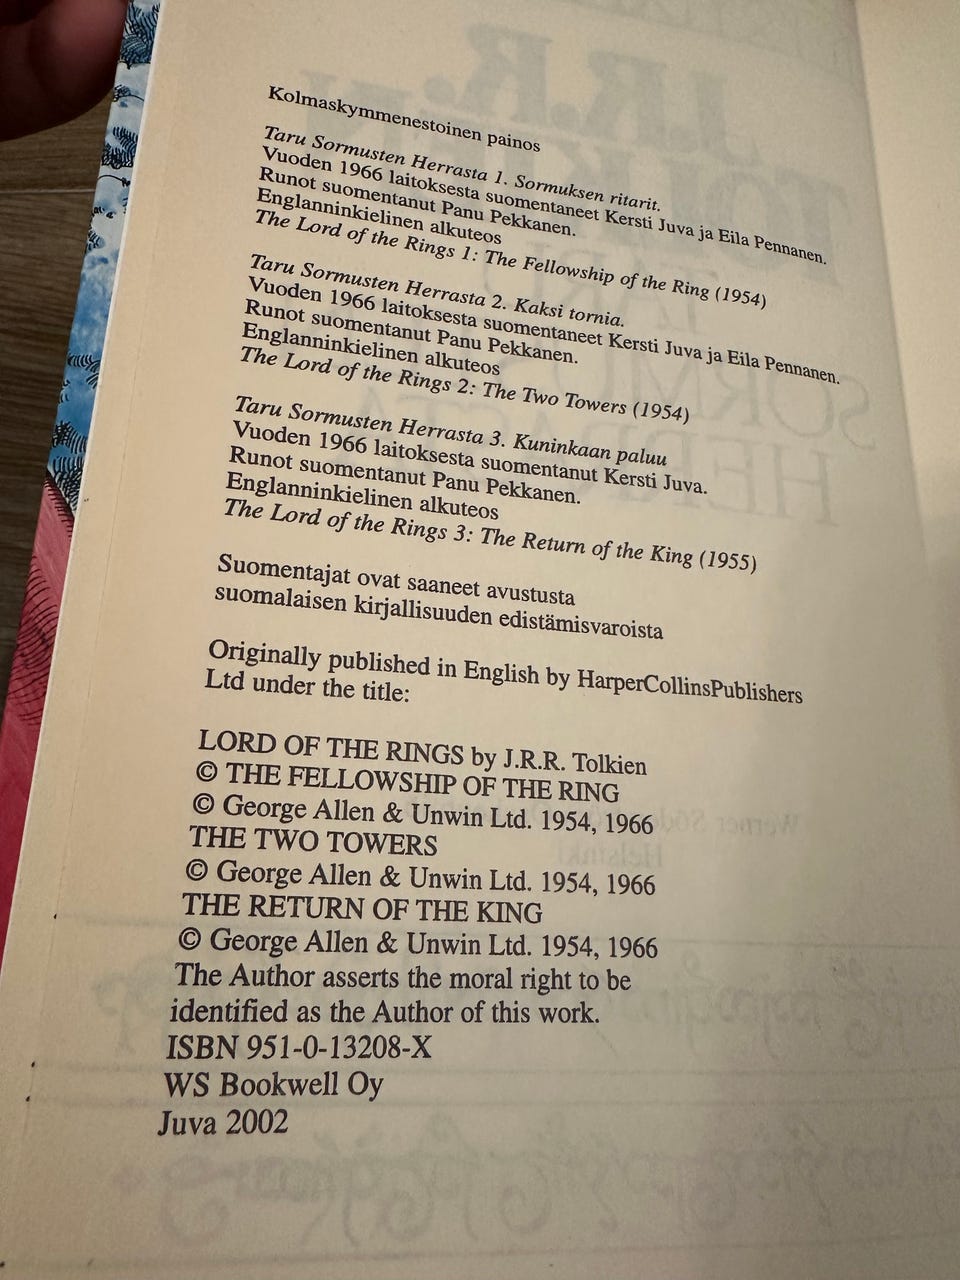 Kolmaskymmenestoinen painos
Taru Sormusten Herrasta 1. Sormuksen ritarit.
Vuoden 1966 laitoksesta suomentaneet Kersti Juva ja Eila Pennanen.
Runot suomentanut Panu Pekkanen.
Englanninkielinen alkuteos
The Lord of the Rings 1: The Fellowship of the Ring (1954)
Taru Sormusten Herrasta 2. Kaksi tornia.
Vuoden 1966 laitoksesta suomentaneet Kersti Juva ja Eila Pennanen.
Runot suomentanut Panu Pekkanen.
Englanninkielinen alkuteos
The Lord of the Rings 2: The Two Towers (1954)
Taru Sormusten Herrasta 3. Kuninkaan paluu
Vuoden 1966 laitoksesta suomentanut Kersti Juva.
Runot suomentanut Panu Pekkanen.
Englanninkielinen alkuteos
The Lord of the Rings 3: The Return of the King (1955)
Suomentajat ovat saaneet avustusta
suomalaisen kirjallisuuden edistämisvaroista
Originally published in English by HarperCollinsPublishers
Ltd under the title:
LORD OF THE RINGS by J.R.R. Tolkien
© THE FELLOWSHIP OF THE RING
© George Allen & Unwin Ltd. 1954, 1966
THE TWO TOWERS
© George Allen & Unwin Ltd. 1954, 1966
THE RETURN OF THE KING
© George Allen & Unwin Ltd. 1954, 1966
The Author asserts the moral right to be
identified as the Author of this work.
ISBN 951-0-13208-X
WS Bookwell Oy
Juva 2002